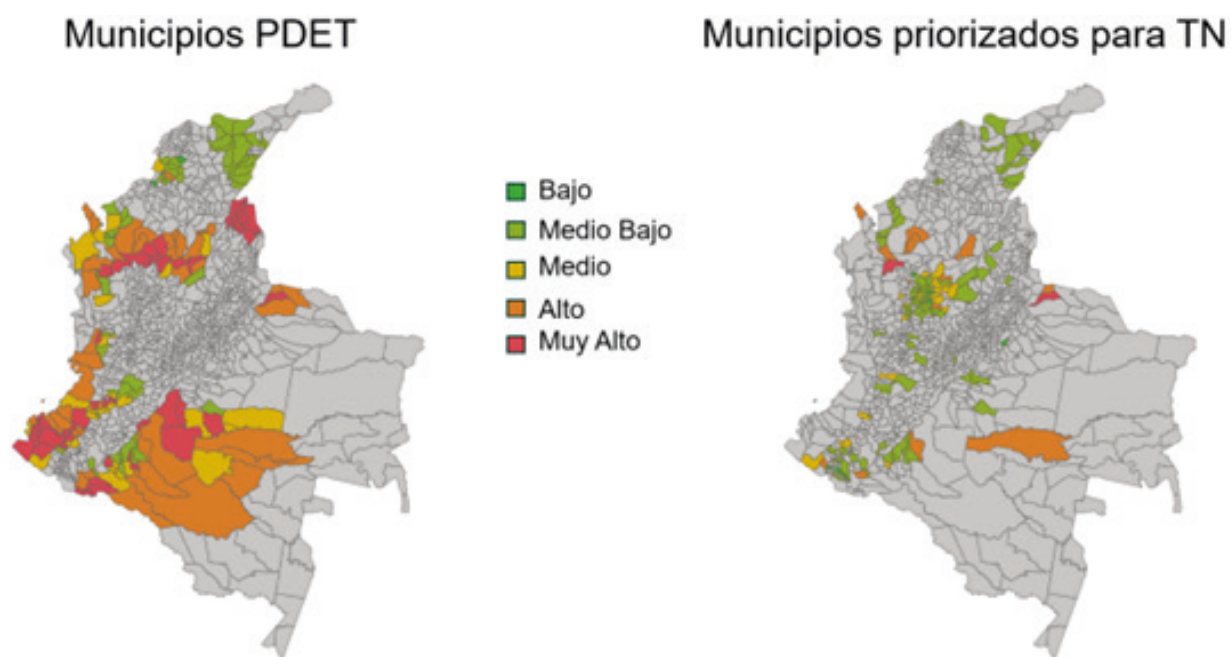 Municipios PDET
Municipios priorizados para TN
Bajo
Medio Bajo
Medio
Alto
Muy Alto